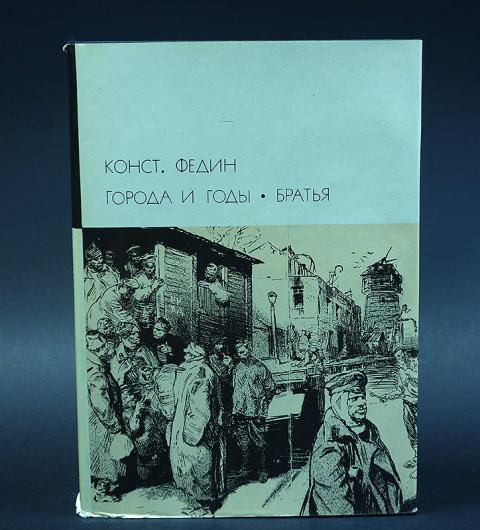 КОНСТ. ФЕДИН
ГОРОДА И ГОДЫ • БРАТЬЯ